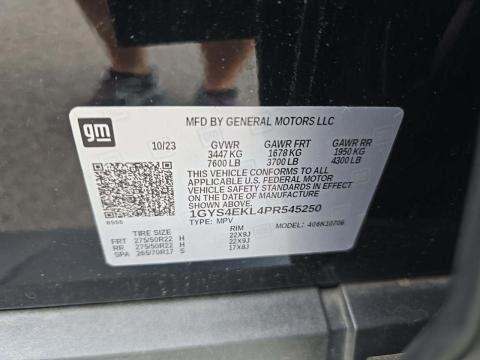 gm
MFD BY GENERAL MOTORS LLC
10/23 GVWR GAWR FRT GAWR RR
3447 KG 1678 KG 1950 KG
7600 LB 3700 LB 4300 LB
THIS VEHICLE CONFORMS TO ALL
APPLICABLE U.S. FEDERAL MOTOR
VEHICLE SAFETY STANDARDS IN EFFECT
ON THE DATE OF MANUFACTURE
SHOWN ABOVE.
1GYS4EKL4PR545250
TYPE: MPV
TIRE SIZE RIM MODEL:
FRT 275/50R22 H 22X9J
RR 275/50R22 H 22X9J
SPA 265/70R17 S 17X8J